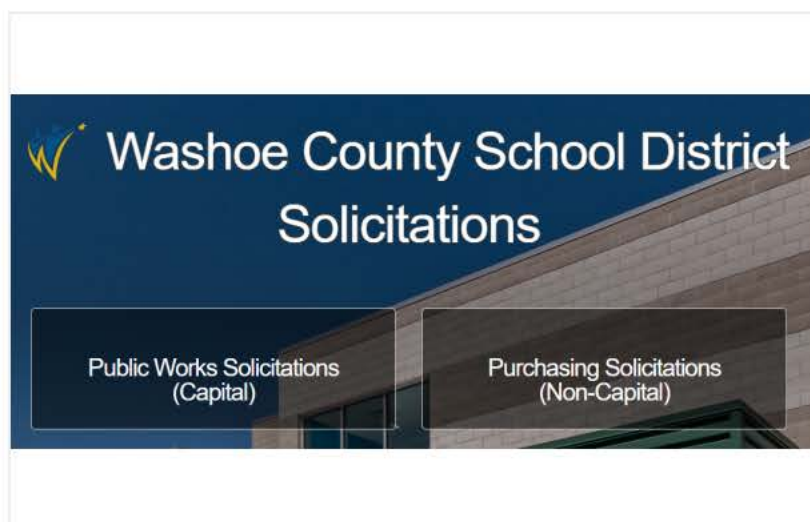 Washoe County School District
Solicitations
Public Works Solicitations
(Capital)
Purchasing Solicitations
(Non-Capital)